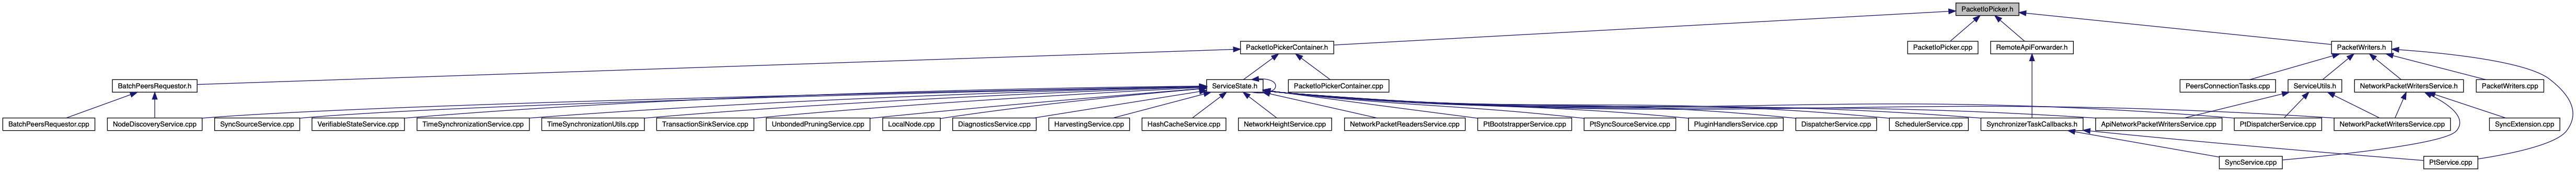 PacketIoPicker.h
PacketIoPickerContainer.h
PacketIoPicker.cpp
RemoteApiForwarder.h
PacketWriters.h
BatchPeersRequestor.h
ServiceState.h
PacketIoPickerContainer.cpp
PeersConnectionTasks.cpp
ServiceUtils.h
NetworkPacketWritersService.h
PacketWriters.cpp
BatchPeersRequestor.cpp
NodeDiscoveryService.cpp
SyncSourceService.cpp
VerifiableStateService.cpp
TimeSynchronizationService.cpp
TimeSynchronizationUtils.cpp
TransactionSinkService.cpp
UnbondedPruningService.cpp
LocalNode.cpp
DiagnosticsService.cpp
HarvestingService.cpp
HashCacheService.cpp
NetworkHeightService.cpp
NetworkPacketReadersService.cpp
PtBootstrapperService.cpp
PtSyncSourceService.cpp
PluginHandlersService.cpp
DispatcherService.cpp
SchedulerService.cpp
SynchronizerTaskCallbacks.h
ApiNetworkPacketWritersService.cpp
PtDispatcherService.cpp
NetworkPacketWritersService.cpp
SyncExtension.cpp
SyncService.cpp
PtService.cpp